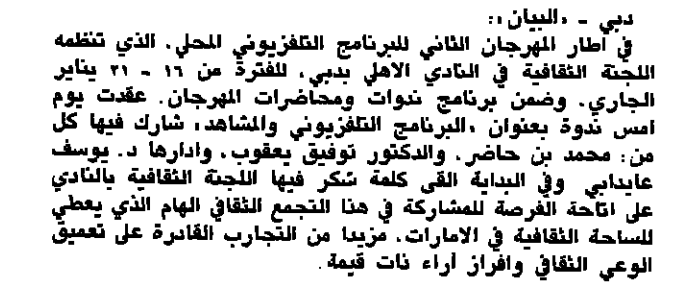 دبي - «البيان»:
في اطار المهرجان الثاني للبرنامج التلفزيوني المحلي، الذي تنظمه
اللجنة الثقافية في النادي الاهلي بدبي، للفترة من ١٦ - ٢١ يناير
الجاري، وضمن برنامج ندوات ومحاضرات المهرجان، عقدت يوم
امس ندوة بعنوان «البرنامج التلفزيوني والمشاهد» شارك فيها كل
من: محمد بن حاضر، والدكتور توفيق يعقوب، وادارها د. يوسف
عايدابي وفي البداية القى كلمة شكر فيها اللجنة الثقافية بالنادي
على اتاحة الفرصة للمشاركة في هذا التجمع الثقافي الهام الذي يعطي
للساحة الثقافية في الامارات، مزيدا من التجارب القادرة على تعميق
الوعي الثقافي وافراز آراء ذات قيمة.